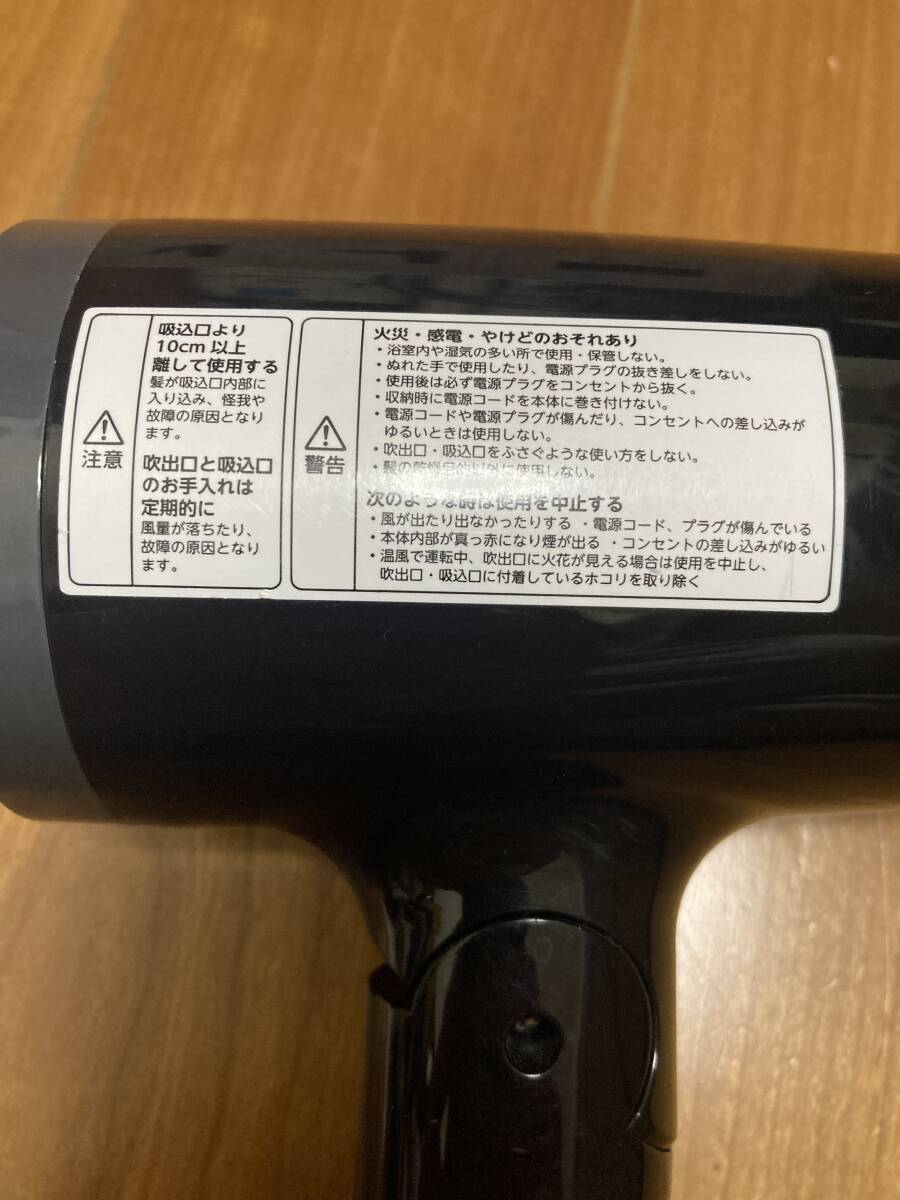 吸込口より
10cm 以上
離して使用する
髪が吸込口内部に
入り込み、怪我や
故障の原因となり
ます。
注意
吹出口と吸込口
のお手入れは
定期的に
風量が落ちたり、
故障の原因となり
ます。
火災・感電・やけどのおそれあり
・浴室内や湿気の多い所で使用・保管しない。
・ぬれた手で使用したり、電源プラグの抜き差しをしない。
・使用後は必ず電源プラグをコンセントから抜く。
・収納時に電源コードを本体に巻き付けない。
・電源コードや電源プラグが傷んだり、コンセントへの差し込みが
ゆるいときは使用しない。
・吹出口・吸込口をふさぐような使い方をしない。
・髪の乾燥目的以外に使用しない。
警告
次のような時は使用を中止する
・風が出たり出なかったりする ・電源コード、プラグが傷んでいる
・本体内部が真っ赤になり煙が出る ・コンセントの差し込みがゆるい
・温風で運転中、吹出口に火花が見える場合は使用を中止し、
吹出口・吸込口に付着しているホコリを取り除く